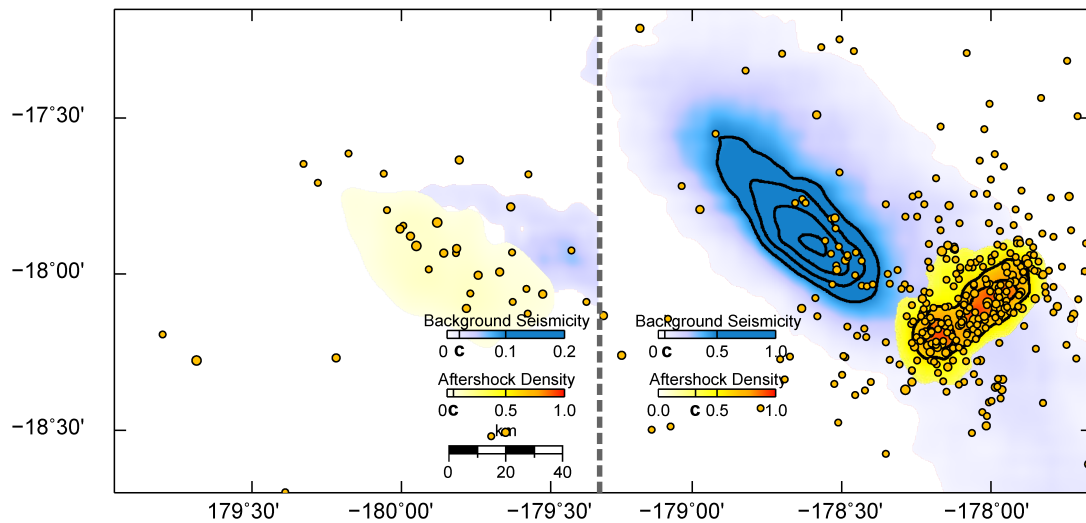 −17˚30'
−18˚00'
−18˚30'
Background Seismicity
0 c 0.1 0.2
Aftershock Density
0 c 0.5 1.0
km
0 20 40
Background Seismicity
0 c 0.5 1.0
Aftershock Density
0.0 c 0.5 1.0
−179˚30' −180˚00' −179˚30' −179˚00' −178˚30' −178˚00'